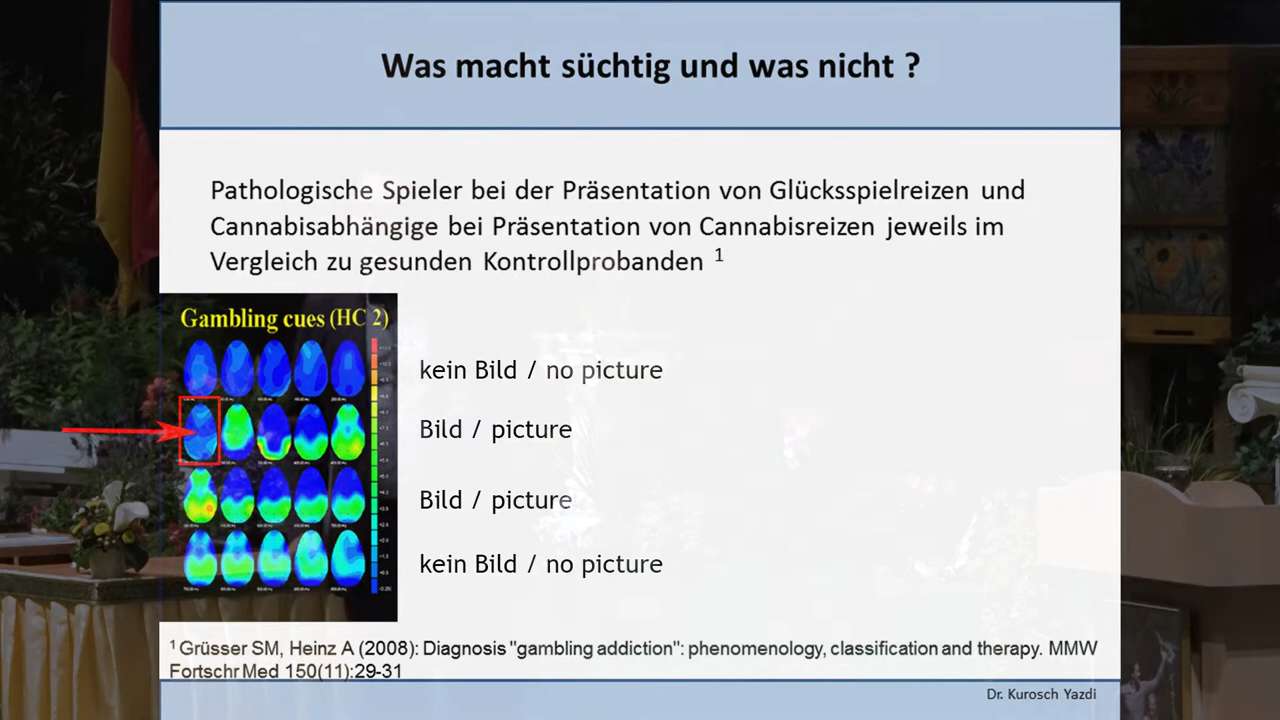 Was macht süchtig und was nicht ?
Pathologische Spieler bei der Präsentation von Glücksspielreizen und
Cannabisabhängige bei Präsentation von Cannabisreizen jeweils im
Vergleich zu gesunden Kontrollprobanden ¹
Gambling cues (HC 2)
kein Bild / no picture
Bild / picture
Bild / picture
kein Bild / no picture
¹ Grüsser SM, Heinz A (2008): Diagnosis "gambling addiction": phenomenology, classification and therapy. MMW
Fortschr Med 150(11):29-31
Dr. Kurosch Yazdi